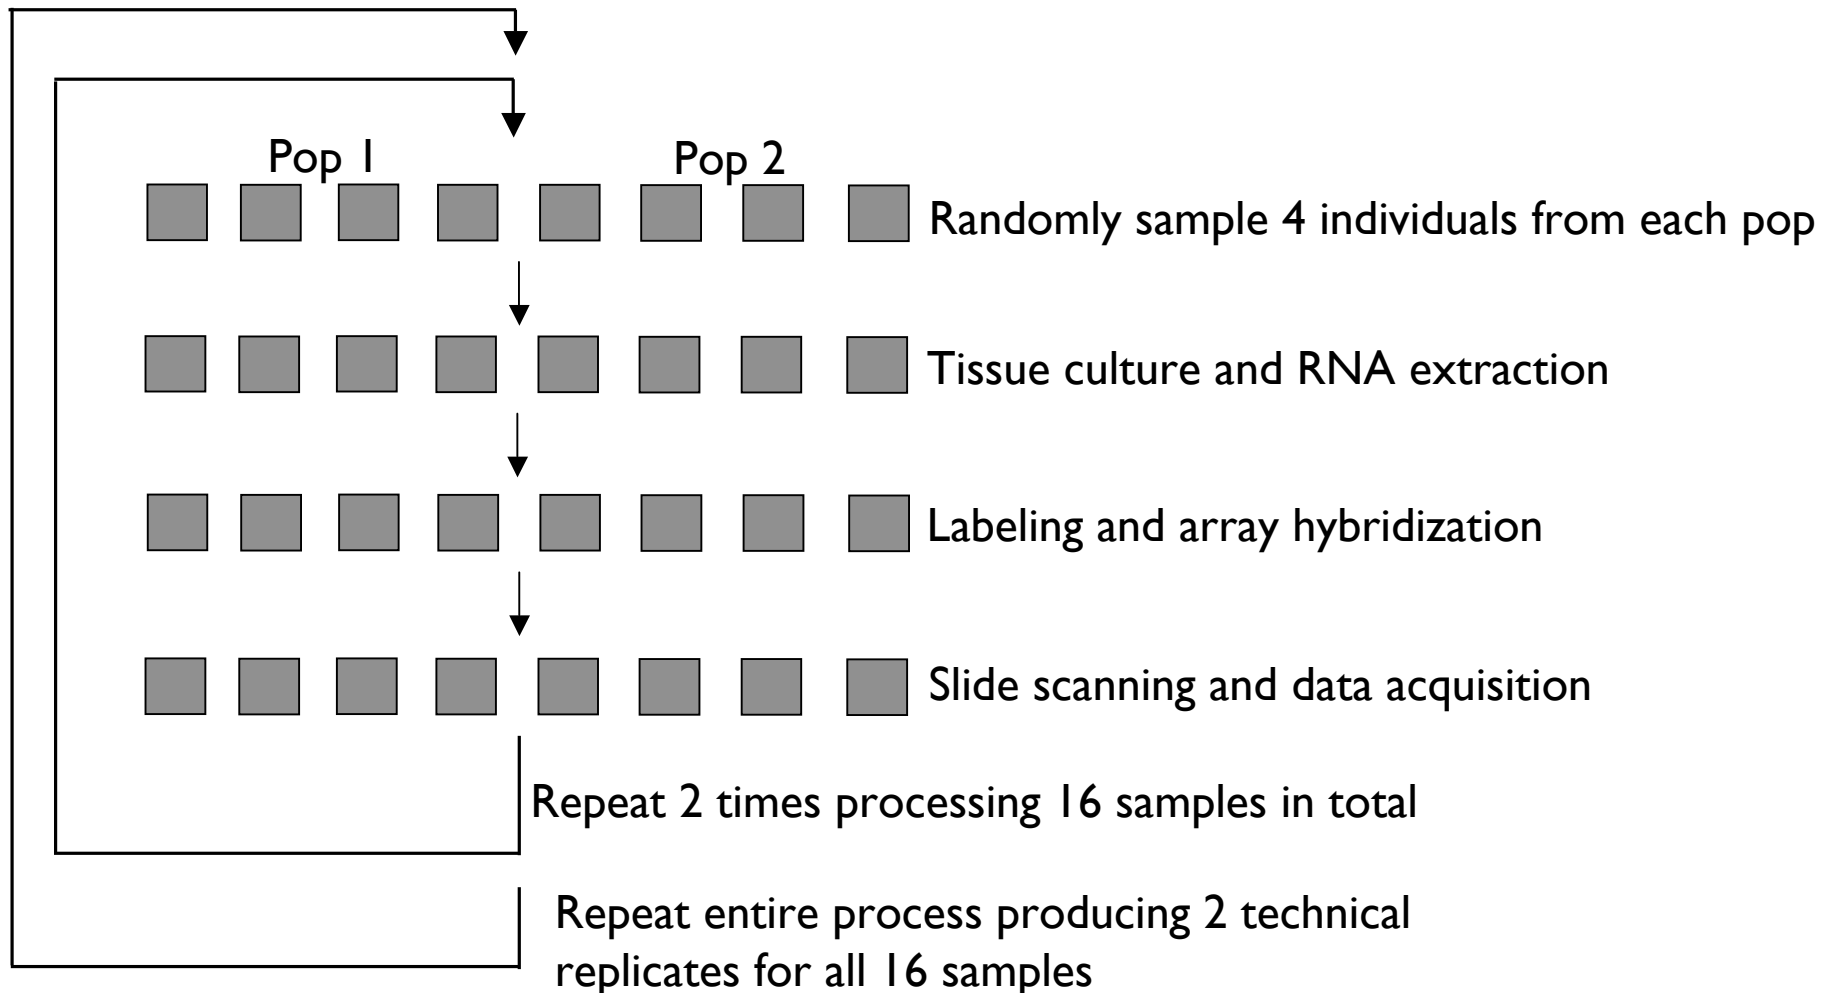 Pop 1
Pop 2
Randomly sample 4 individuals from each pop
Tissue culture and RNA extraction
Labeling and array hybridization
Slide scanning and data acquisition
Repeat 2 times processing 16 samples in total
Repeat entire process producing 2 technical
replicates for all 16 samples